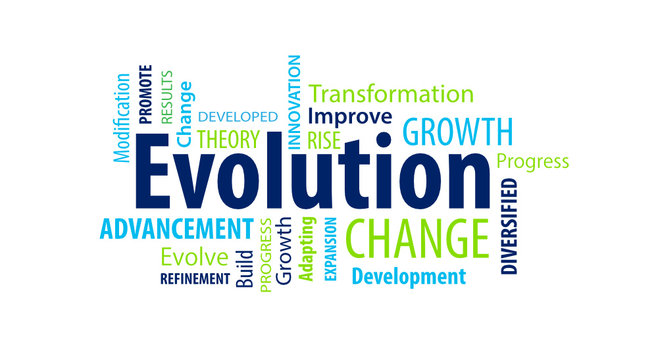 Modification
PROMOTE
RESULTS
Change
DEVELOPED
THEORY
INNOVATION
Transformation
Improve
RISE
GROWTH
Evolution
Progress
ADVANCEMENT
Evolve
REFINEMENT
Build
PROGRESS
Growth
Adapting
EXPANSION
CHANGE
Development
DIVERSIFIED